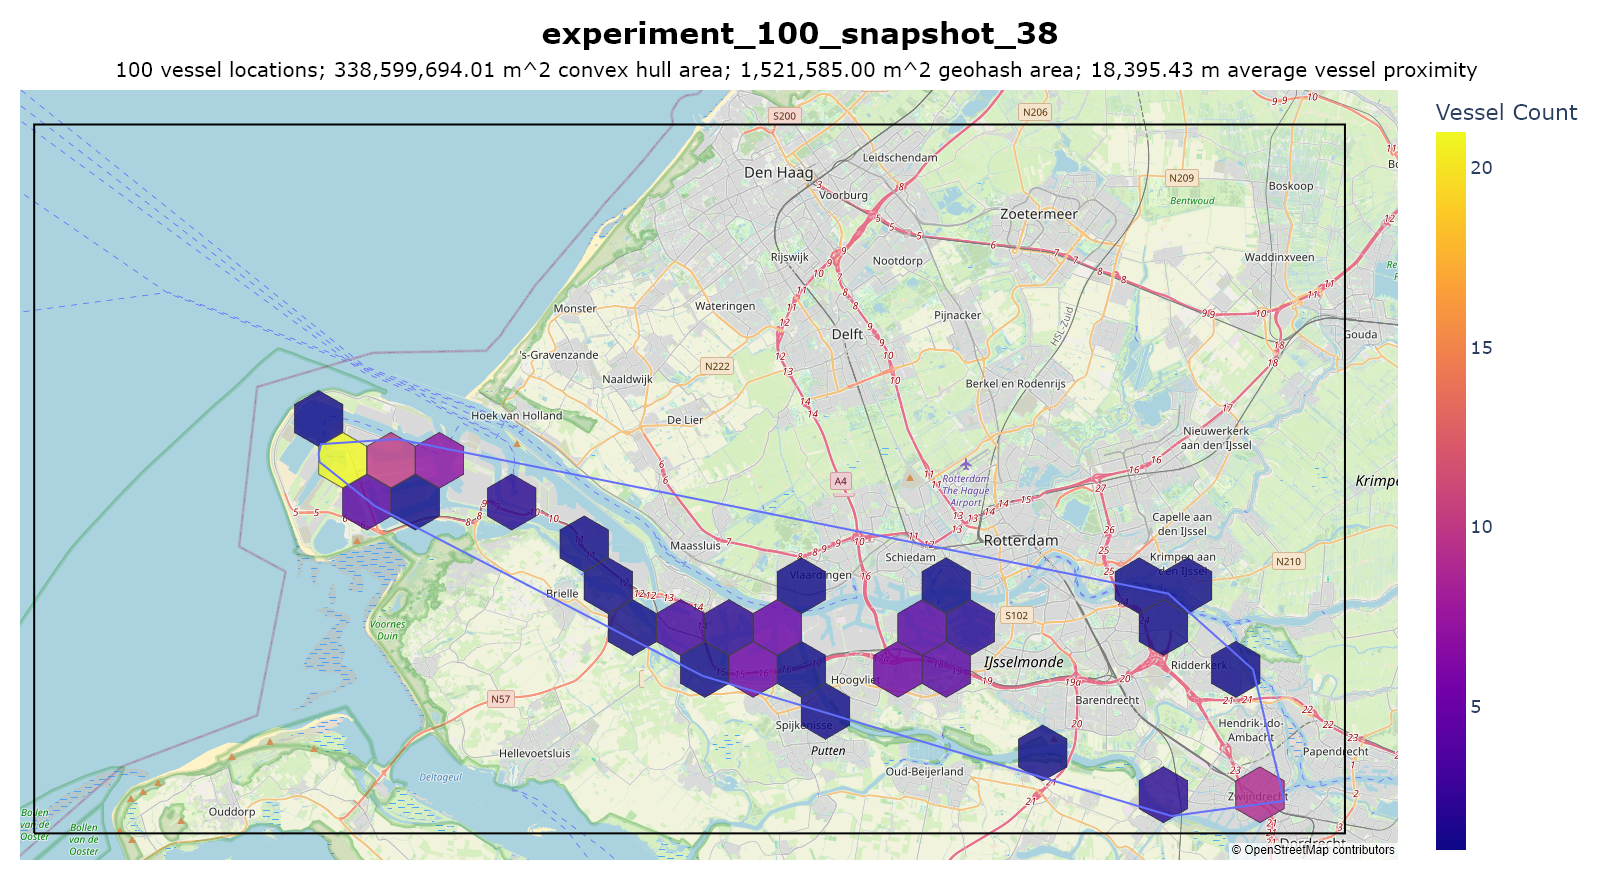 experiment_100_snapshot_38
100 vessel locations; 338,599,694.01 m^2 convex hull area; 1,521,585.00 m^2 geohash area; 18,395.43 m average vessel proximity
Vessel Count
20
15
10
5
S200
N206
Leidschendam
Den Haag
Voorburg
N209
Boskoop
Bentwoud
Zoetermeer
Rijswijk
Nootdorp
Waddinxveen
Monster
Wateringen
Pijnacker
HSL-Zuid
Delft
Gouda
's-Gravenzande
N222
Naaldwijk
Berkel en Rodenrijs
Hoek van Holland
De Lier
Nieuwerkerk
aan den IJssel
A4
Rotterdam
The Hague
Airport
Krimpe
Capelle aan
den IJssel
Maassluis
Rotterdam
Schiedam
Krimpen aan
den IJssel
N210
Vlaardingen
Brielle
S102
Voornes
Duin
IJsselmonde
Ridderkerk
Hoogvliet
N57
Barendrecht
Spijkenisse
Hendrik-Ido-
Ambacht
Putten
Papendrecht
Hellevoetsluis
Oud-Beijerland
Deltageul
Zwijndrecht
Ouddorp
Bollen
van de
Ooster
Bollen
van de
Ooster
Dordrecht
© OpenStreetMap contributors